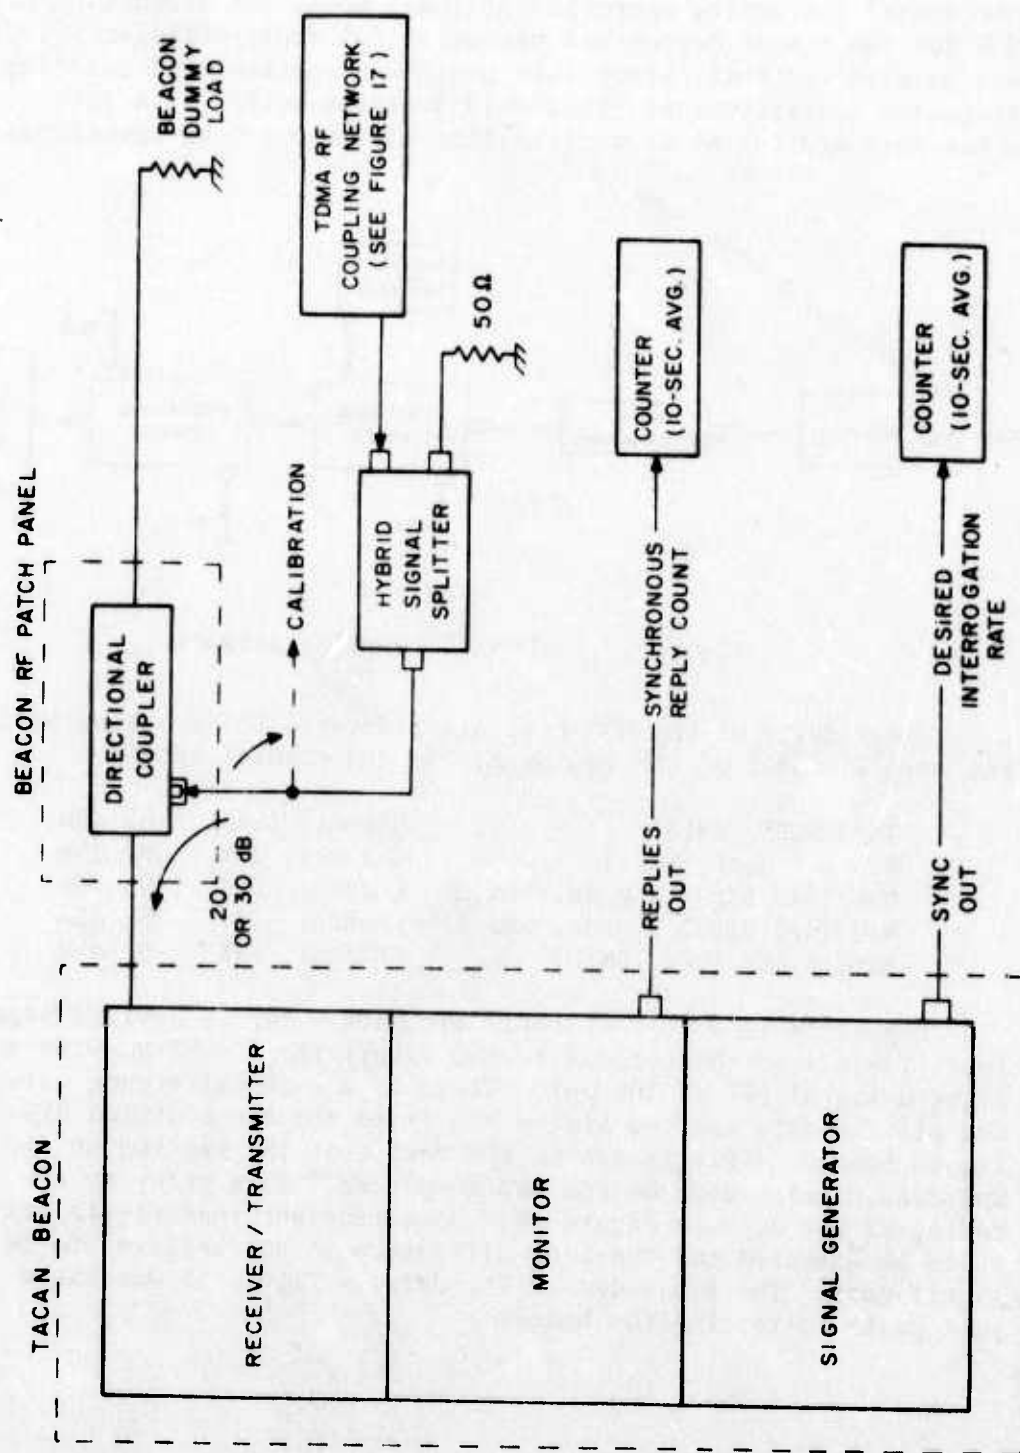 TACAN BEACON
RECEIVER/TRANSMITTER
MONITOR
SIGNAL GENERATOR
BEACON RF PATCH PANEL
DIRECTIONAL
COUPLER
20
OR 30 dB
CALIBRATION
BEACON
DUMMY
LOAD
HYBRID
SIGNAL
SPLITTER
TDMA RF
COUPLING NETWORK
(SEE FIGURE 17)
50Ω
REPLIES
OUT
SYNCHRONOUS
REPLY COUNT
COUNTER
(10-SEC. AVG.)
SYNC
OUT
DESIRED
INTERROGATION
RATE
COUNTER
(10-SEC. AVG.)